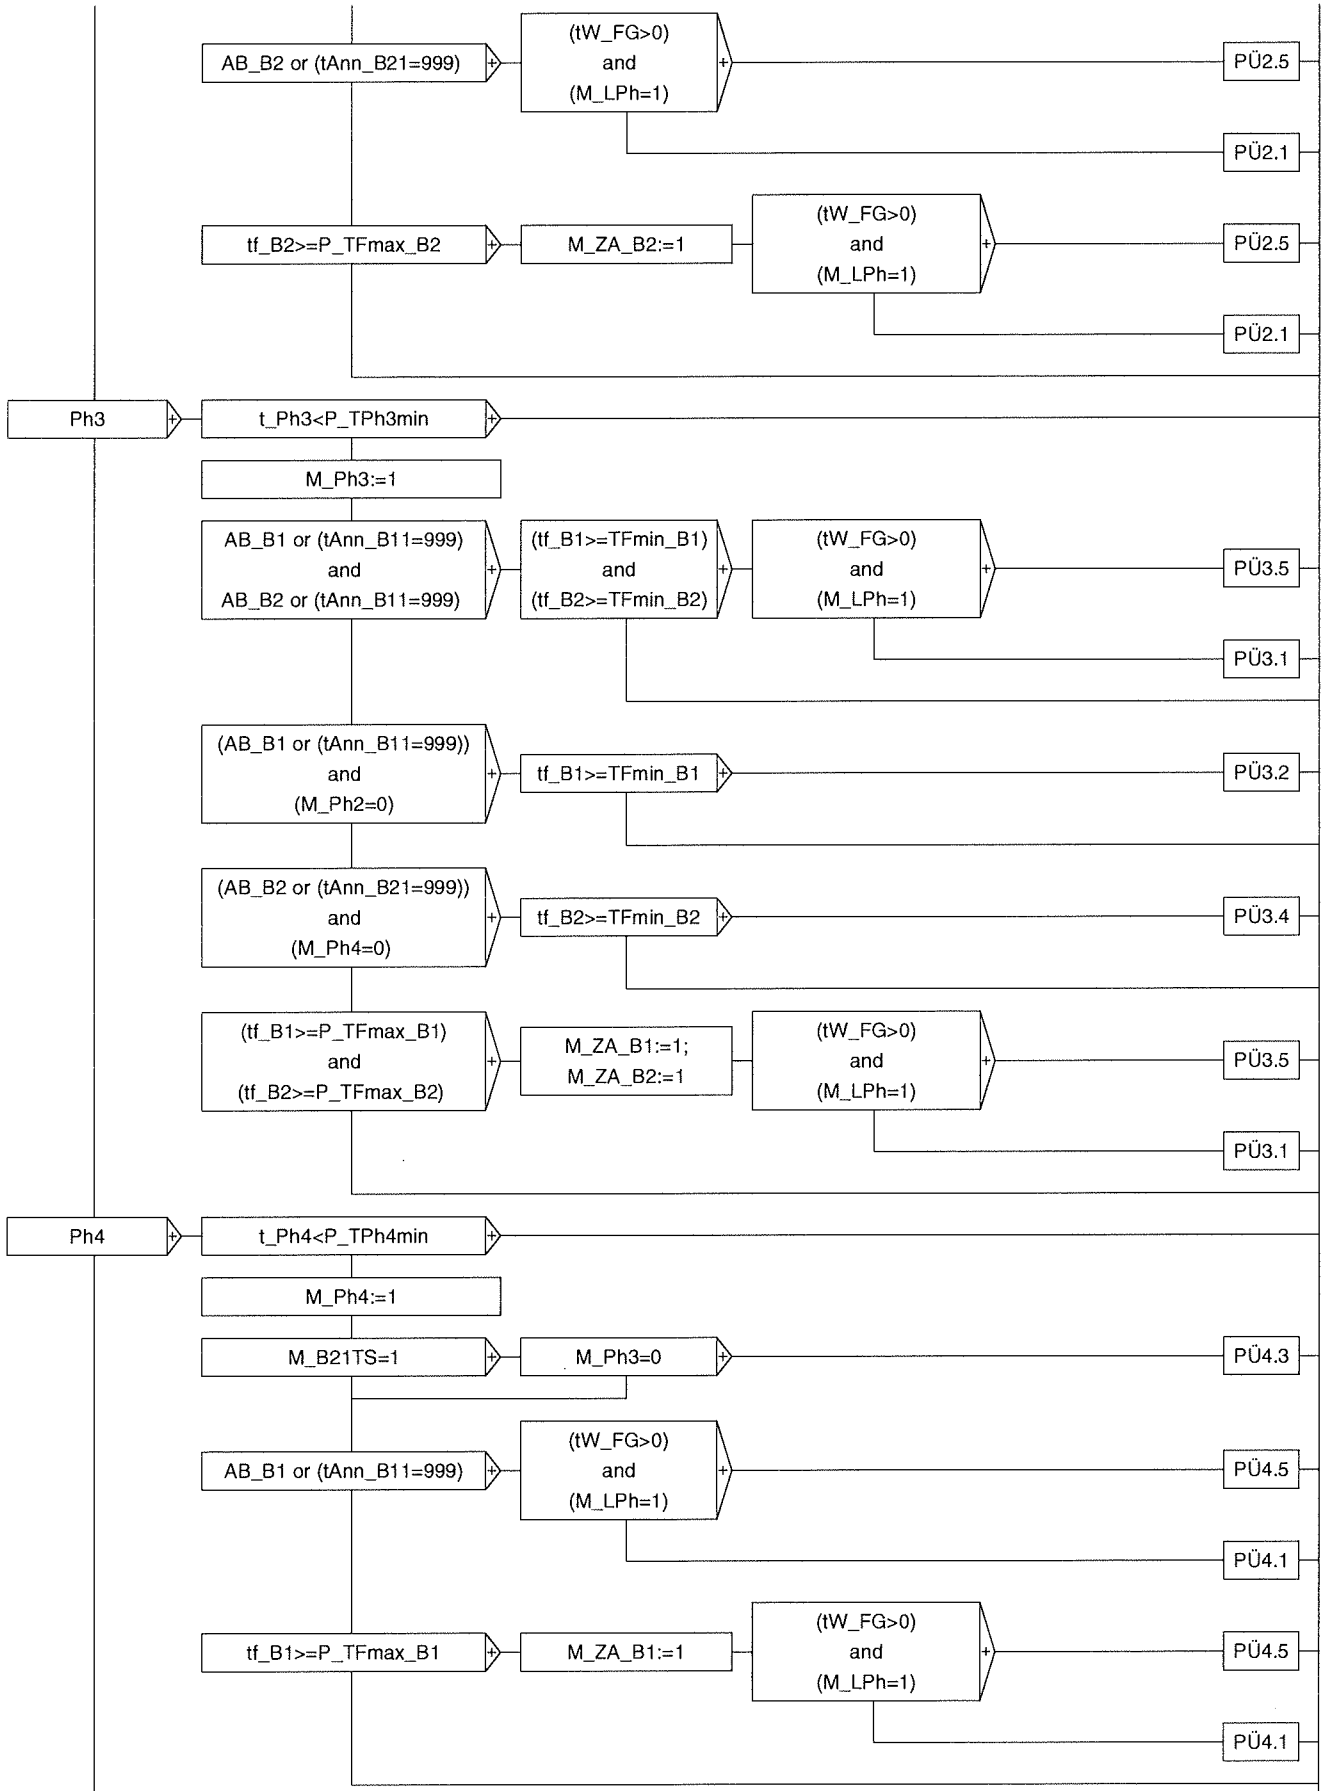 (tW_FG>0)
AB_B2 or (tAnn_B21=999) + and + PÜ2.5
(M_LPh=1)
PÜ2.1
(tW_FG>0)
tf_B2>=P_TFmax_B2 + M_ZA_B2:=1 and + PÜ2.5
(M_LPh=1)
PÜ2.1
Ph3 + t_Ph3<P_TPh3min +
M_Ph3:=1
AB_B1 or (tAnn_B11=999) (tf_B1>=TFmin_B1) (tW_FG>0)
and + and + and + PÜ3.5
AB_B2 or (tAnn_B11=999) (tf_B2>=TFmin_B2) (M_LPh=1)
PÜ3.1
(AB_B1 or (tAnn_B11=999))
and + tf_B1>=TFmin_B1 + PÜ3.2
(M_Ph2=0)
(AB_B2 or (tAnn_B21=999))
and + tf_B2>=TFmin_B2 + PÜ3.4
(M_Ph4=0)
(tf_B1>=P_TFmax_B1) M_ZA_B1:=1; (tW_FG>0)
and + M_ZA_B2:=1 and + PÜ3.5
(tf_B2>=P_TFmax_B2) (M_LPh=1)
PÜ3.1
Ph4 + t_Ph4<P_TPh4min +
M_Ph4:=1
M_B21TS=1 + M_Ph3=0 + PÜ4.3
(tW_FG>0)
AB_B1 or (tAnn_B11=999) + and + PÜ4.5
(M_LPh=1)
PÜ4.1
(tW_FG>0)
tf_B1>=P_TFmax_B1 + M_ZA_B1:=1 and + PÜ4.5
(M_LPh=1)
PÜ4.1